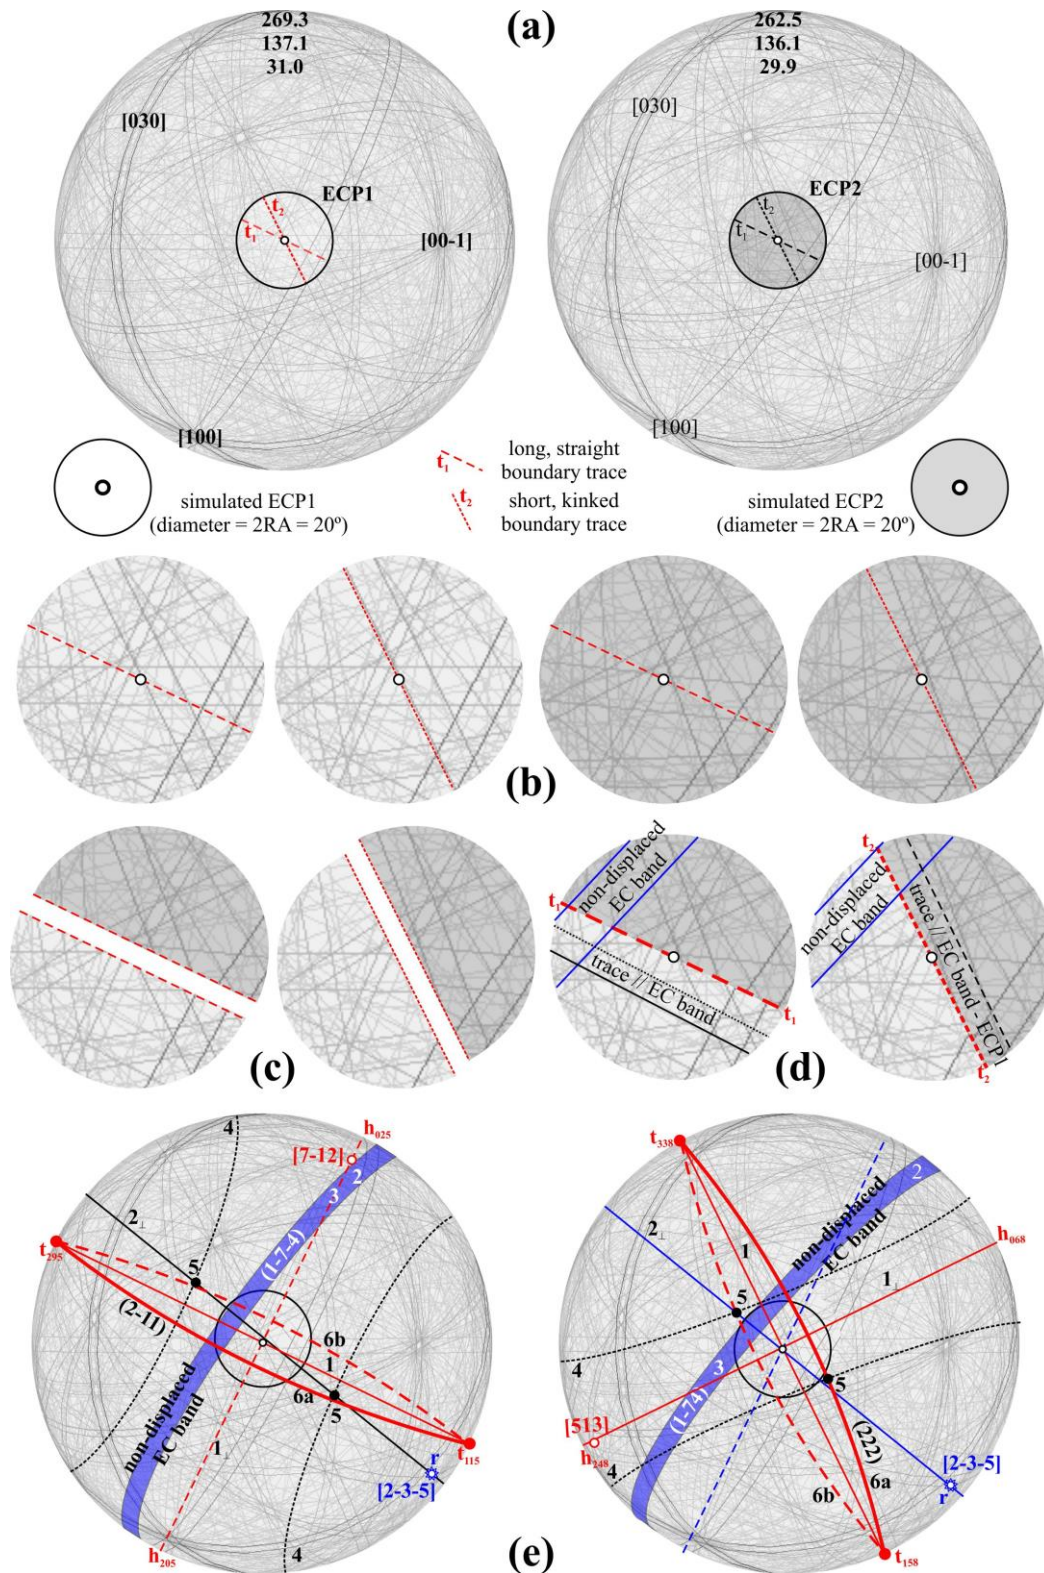 (a)
269.3
137.1
31.0
[030]
ECP1
t2
t1
[00-1]
[100]
262.5
136.1
29.9
[030]
ECP2
t2
t1
[00-1]
[100]
simulated ECP1
(diameter = 2RA = 20º)
t1
long, straight
boundary trace
t2
short, kinked
boundary trace
simulated ECP2
(diameter = 2RA = 20º)
(b)
(c)
non-displaced
EC band
t1
trace // EC band
t1
t2
non-displaced
EC band
trace // EC band - ECP1
t2
(d)
4
h025
[7-12]
2
3
2⊥
(1-7-4)
t295
5
(2-11)
6b
1
6a
5
non-displaced
EC band
1⊥
t115
r
[2-3-5]
4
h205
t338
2
non-displaced
EC band
2⊥
1
h068
1⊥
5
4
3
5
[513]
(1-74)
h248
4
(222)
6a
6b
[2-3-5]
r
t158
(e)